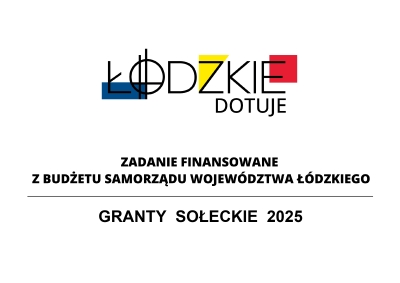 ŁÓDZKIE
DOTUJE
ZADANIE FINANSOWANE
Z BUDŻETU SAMORZĄDU WOJEWÓDZTWA ŁÓDZKIEGO
GRANTY SOŁECKIE 2025